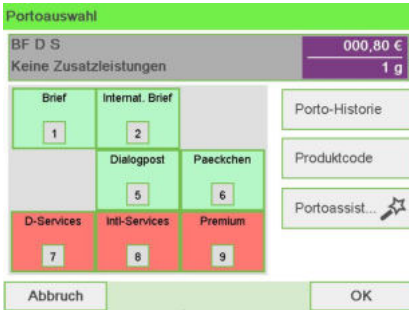 Portoauswahl
BF D S
000,80 €
Keine Zusatzleistungen
1 g
Brief
Internat. Brief
1
2
Porto-Historie
Dialogpost
Paeckchen
5
6
Produktcode
D-Services
Intl-Services
Premium
7
8
9
Portoassist...
Abbruch
OK